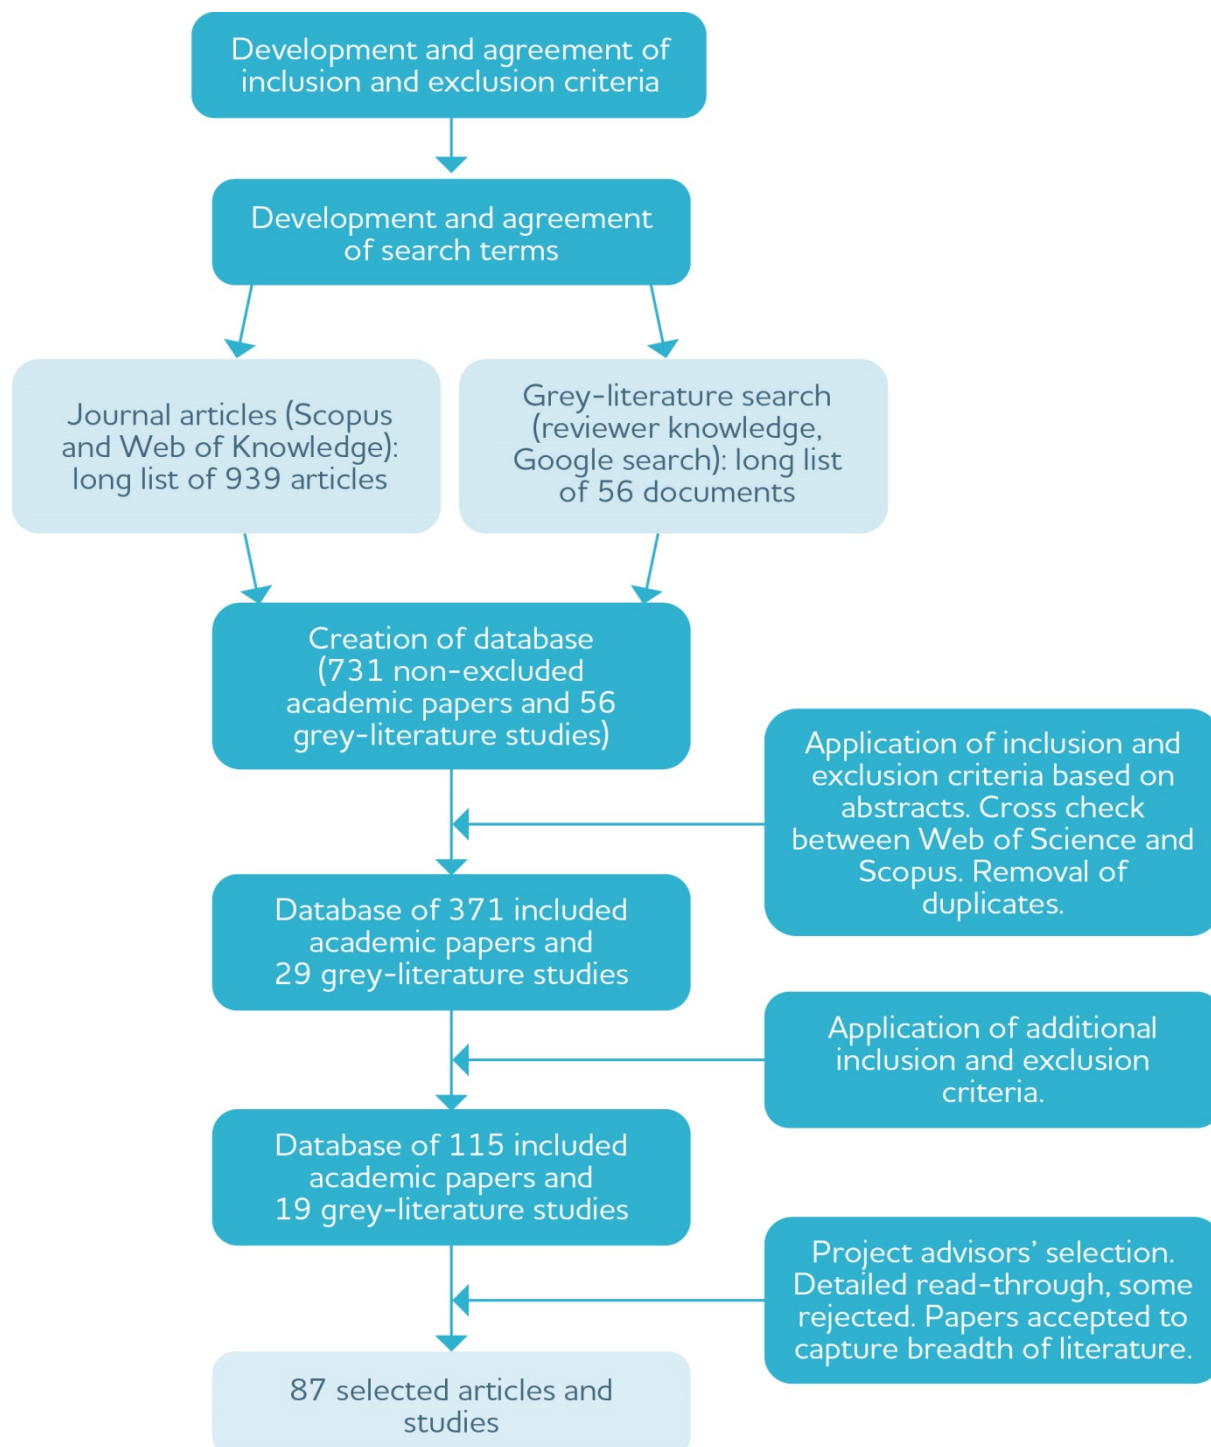 Development and agreement of
inclusion and exclusion criteria
Development and agreement
of search terms
Journal articles (Scopus
and Web of Knowledge):
long list of 939 articles
Grey-literature search
(reviewer knowledge,
Google search): long list
of 56 documents
Creation of database
(731 non-excluded
academic papers and 56
grey-literature studies)
Application of inclusion and
exclusion criteria based on
abstracts. Cross check
between Web of Science and
Scopus. Removal of
duplicates.
Database of 371 included
academic papers and
29 grey-literature studies
Application of additional
inclusion and exclusion
criteria.
Database of 115 included
academic papers and
19 grey-literature studies
Project advisors’ selection.
Detailed read-through, some
rejected. Papers accepted to
capture breadth of literature.
87 selected articles and
studies